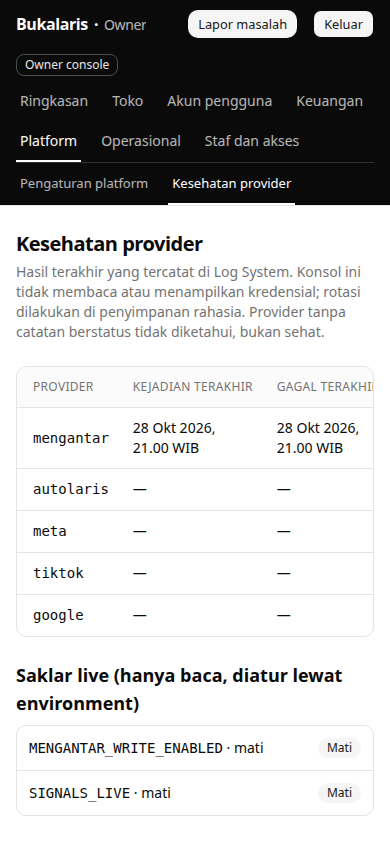 Bukalaris · Owner
Lapor masalah
Keluar
Owner console
Ringkasan Toko Akun pengguna Keuangan
Platform Operasional Staf dan akses
Pengaturan platform Kesehatan provider
Kesehatan provider
Hasil terakhir yang tercatat di Log System. Konsol ini
tidak membaca atau menampilkan kredensial; rotasi
dilakukan di penyimpanan rahasia. Provider tanpa
catatan berstatus tidak diketahui, bukan sehat.
PROVIDER KEJADIAN TERAKHIR GAGAL
mengantar 28 Okt 2026, 28 Okt 2026,
21.00 WIB 21.00 WIB
autolaris — —
meta — —
tiktok — —
google — —
Saklar live (hanya baca, diatur lewat
environment)
MENGANTAR_WRITE_ENABLED · mati Mati
SIGNALS_LIVE · mati Mati